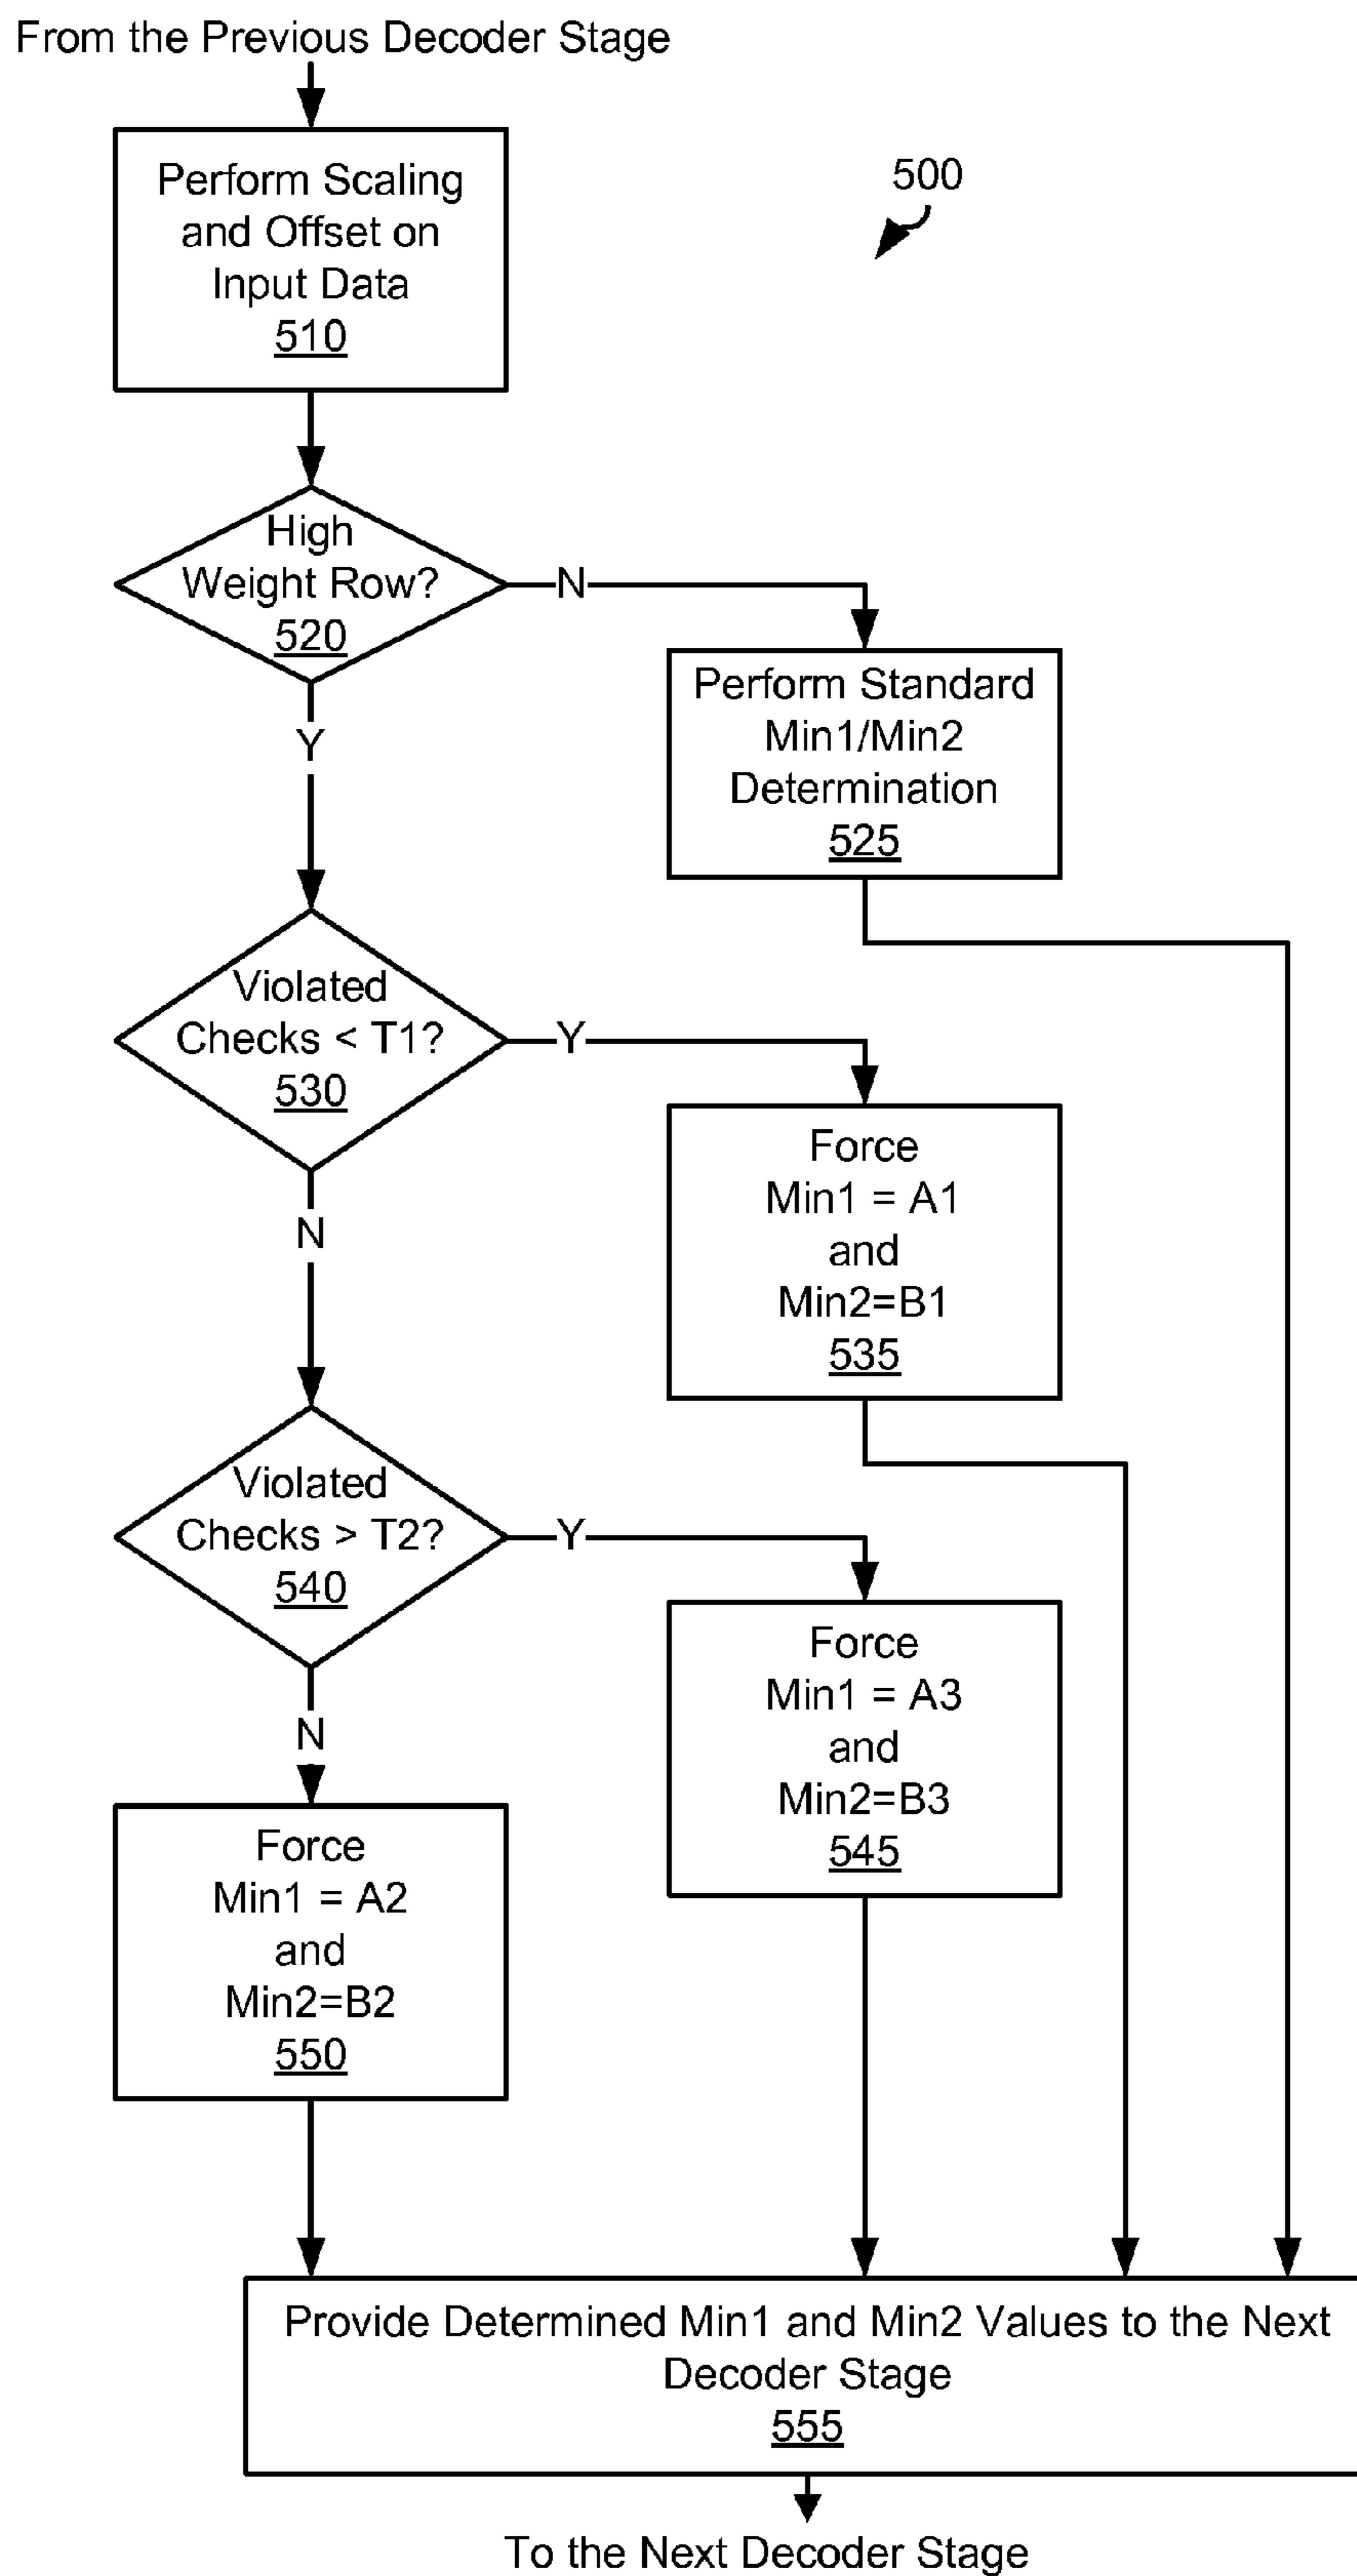 From the Previous Decoder Stage
Perform Scaling
and Offset on
Input Data
510
500
High
Weight Row?
520
N
Y
Perform Standard
Min1/Min2
Determination
525
Violated
Checks < T1?
530
Y
N
Force
Min1 = A1
and
Min2=B1
535
Violated
Checks > T2?
540
Y
N
Force
Min1 = A3
and
Min2=B3
545
Force
Min1 = A2
and
Min2=B2
550
Provide Determined Min1 and Min2 Values to the Next
Decoder Stage
555
To the Next Decoder Stage